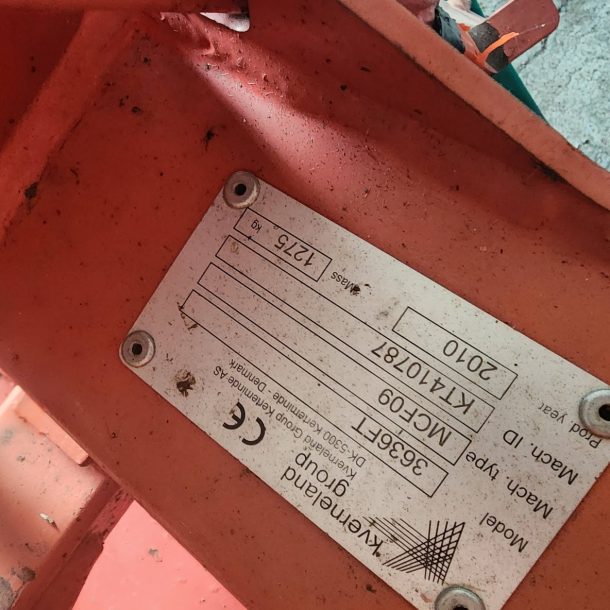 kverneland
group
Kverneland Group Kerteminde AS
DK-5300 Kerteminde - Denmark
CE
Model 3636FT
Mach. type MCF09
Mach. ID KT410787
Prod year 2010
Mass 1275 kg